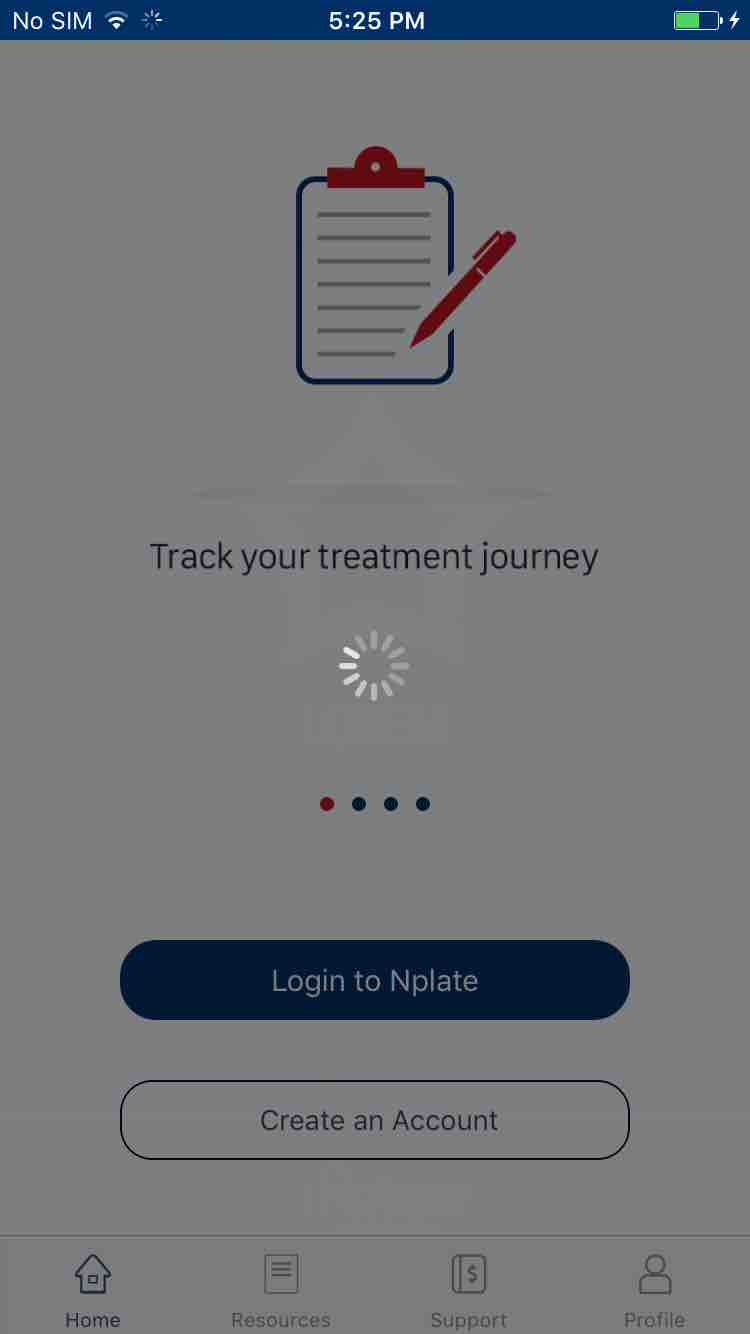 No SIM 5:25 PM
Track your treatment journey
Login to Nplate
Create an Account
Home Resources Support Profile